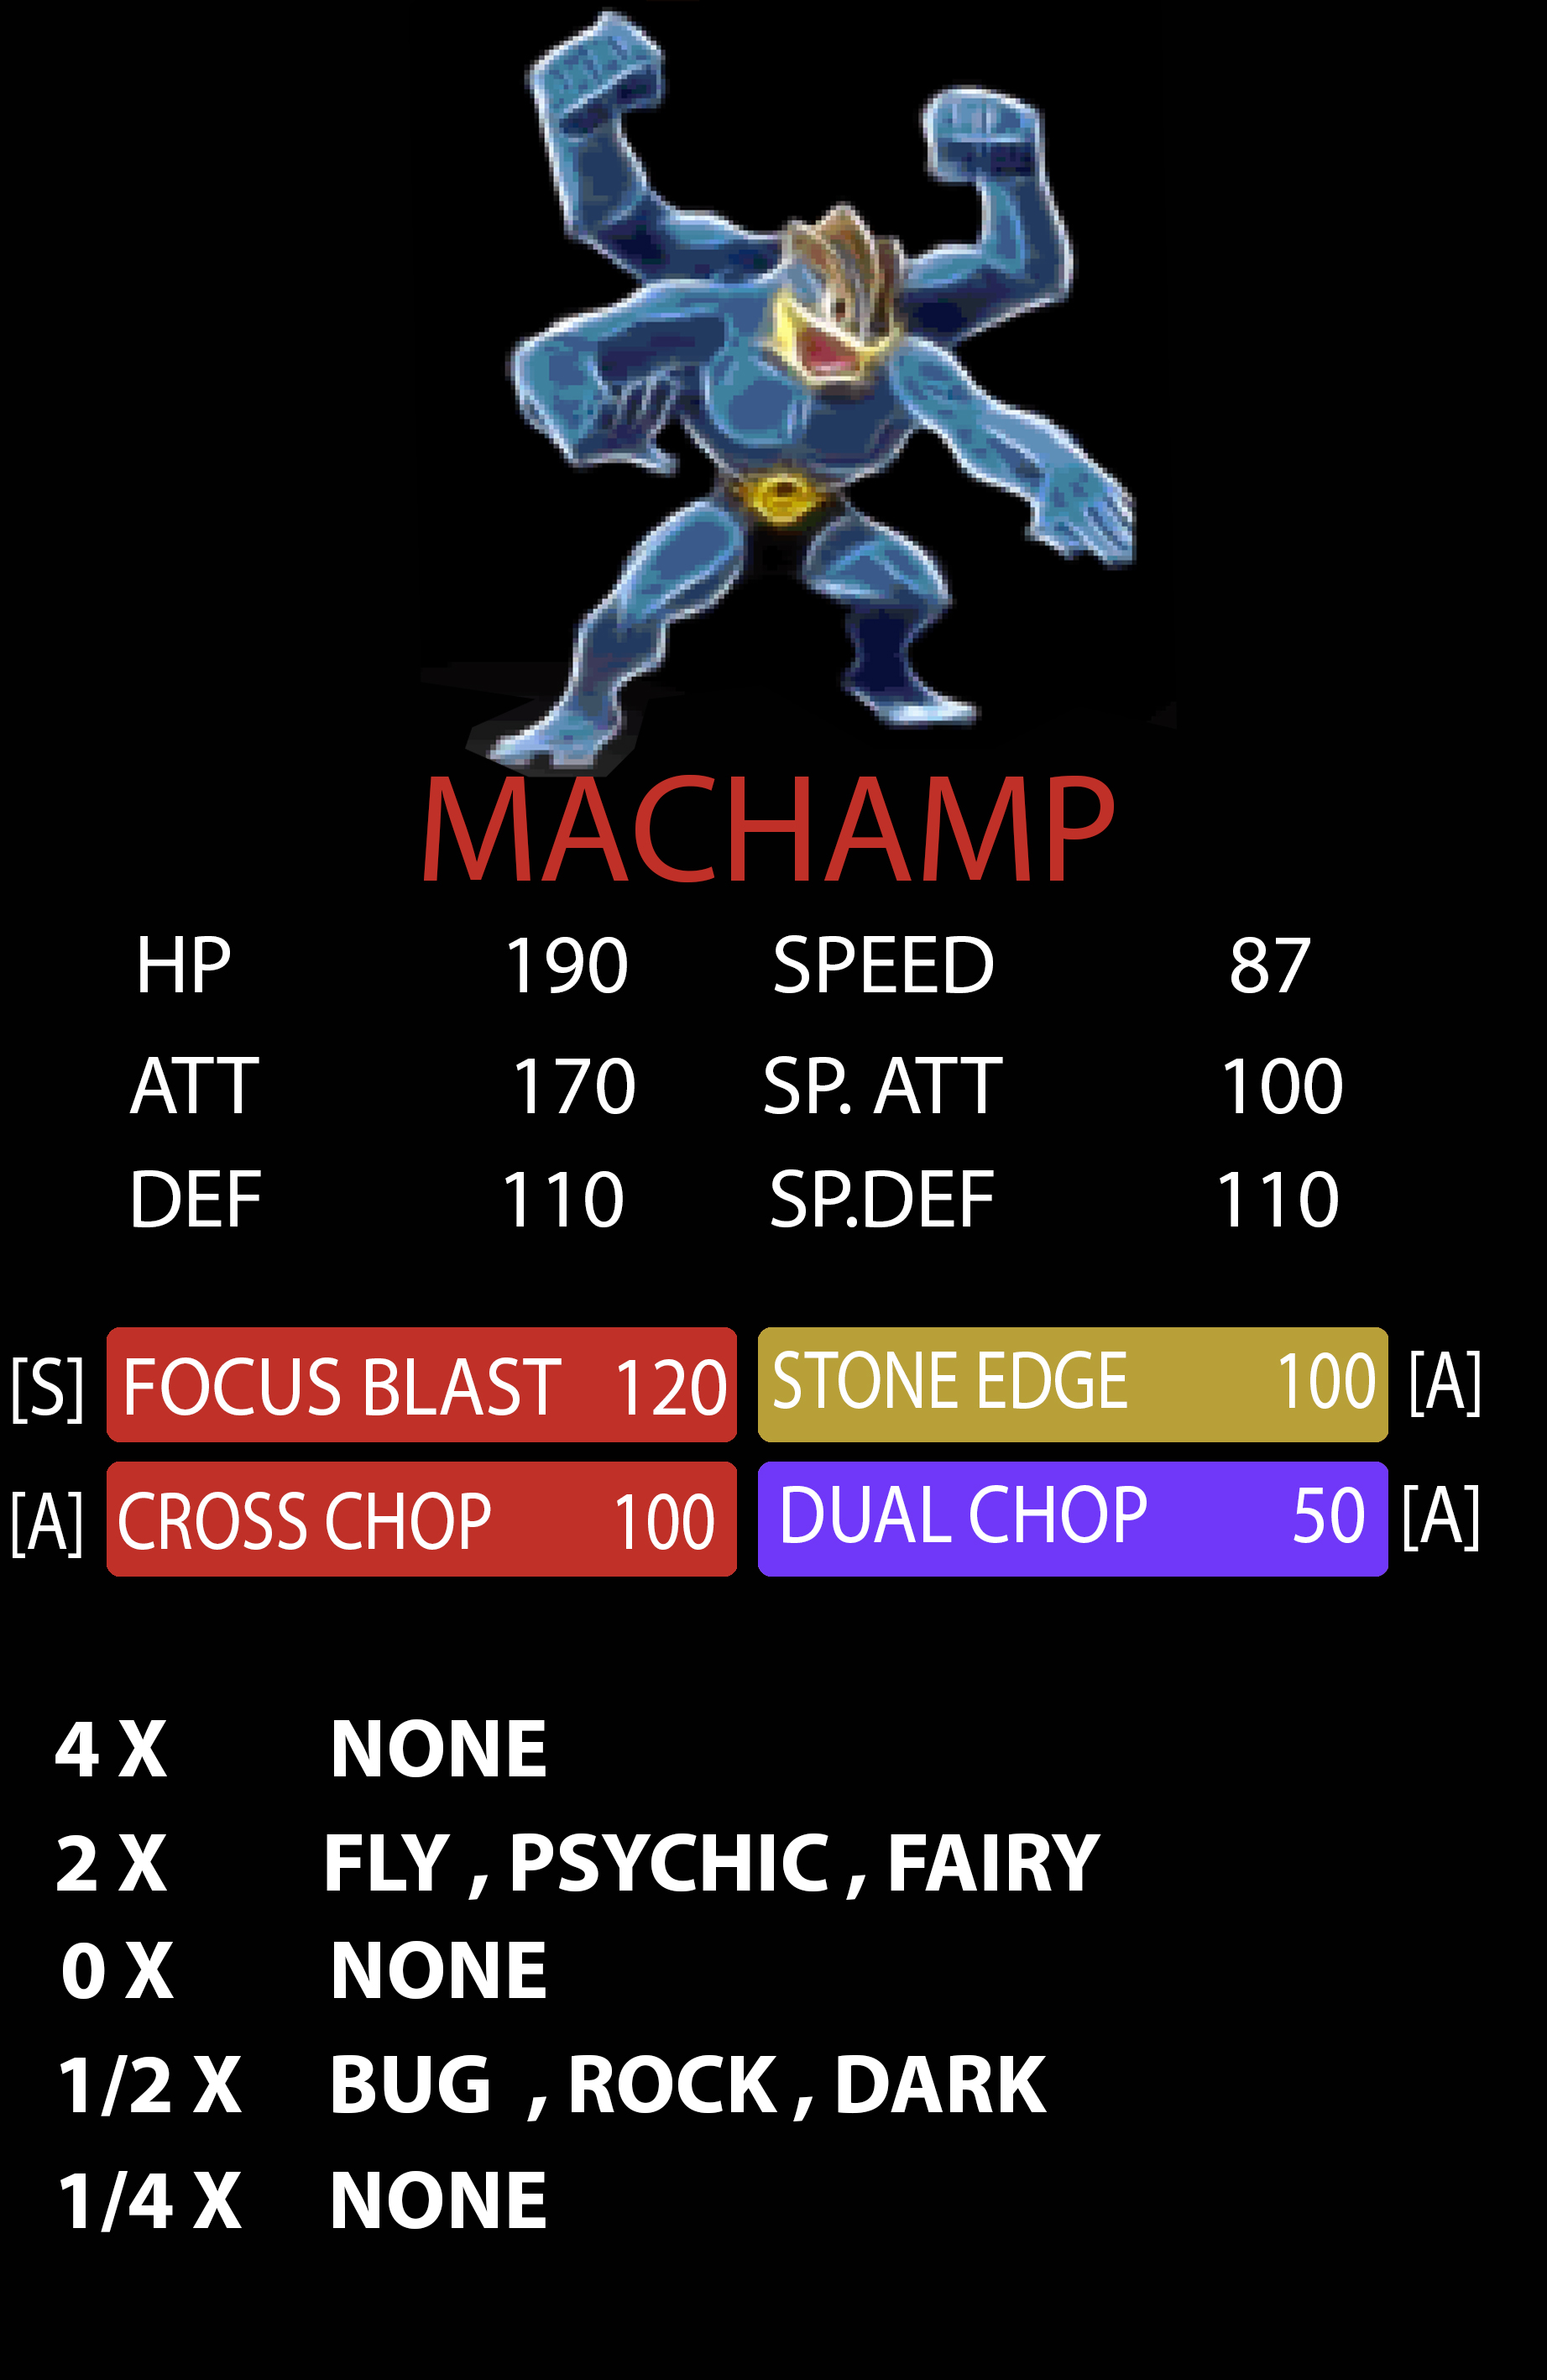 MACHAMP
HP 190 SPEED 87
ATT 170 SP. ATT 100
DEF 110 SP.DEF 110
[S] FOCUS BLAST 120 STONE EDGE 100 [A]
[A] CROSS CHOP 100 DUAL CHOP 50 [A]
4 X NONE
2 X FLY , PSYCHIC , FAIRY
0 X NONE
1/2 X BUG , ROCK , DARK
1/4 X NONE